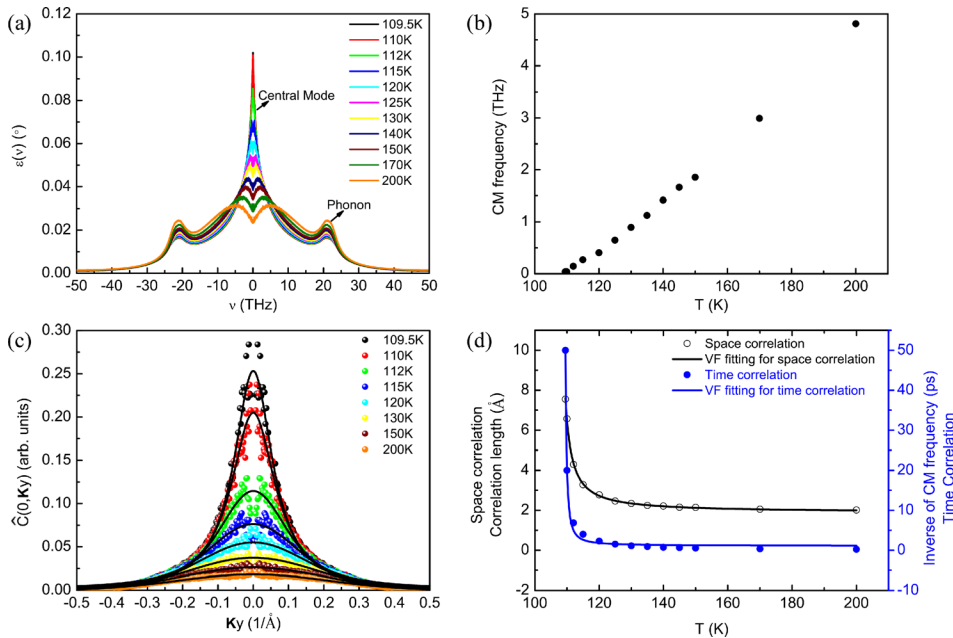 (a)
0.12
0.10
0.08
0.06
0.04
0.02
0.00
ε(ν) (°)
-50 -40 -30 -20 -10 0 10 20 30 40 50
ν (THz)
Central Mode
Phonon
109.5K
110K
112K
115K
120K
125K
130K
140K
150K
170K
200K
(b)
5
4
3
2
1
0
CM frequency (THz)
100 120 140 160 180 200
T (K)
(c)
0.30
0.25
0.20
0.15
0.10
0.05
0.00
Ĉ(0,Ky) (arb. units)
-0.5 -0.4 -0.3 -0.2 -0.1 0.0 0.1 0.2 0.3 0.4 0.5
Ky (1/Å)
109.5K
110K
112K
115K
120K
130K
150K
200K
(d)
10
8
6
4
2
0
-2
Space correlation
Correlation length (Å)
100 120 140 160 180 200
T (K)
Space correlation
VF fitting for space correlation
Time correlation
VF fitting for time correlation
50
40
30
20
10
0
-10
Inverse of CM frequency (ps)
Time Correlation